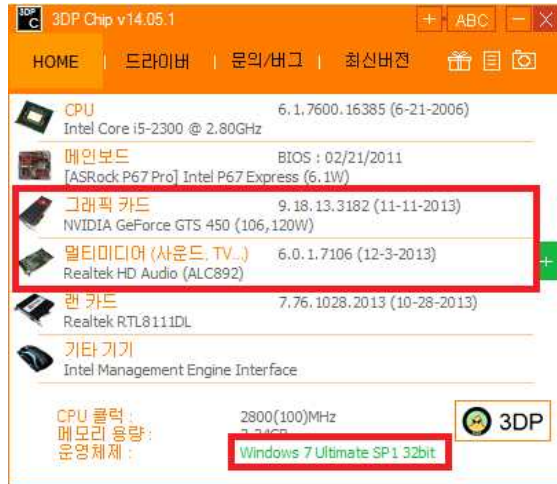 3DP Chip v14.05.1
+ ABC
HOME 드라이버 문의/버그 최신버전
CPU 6.1.7600.16385 (6-21-2006)
Intel Core i5-2300 @ 2.80GHz
메인보드 BIOS : 02/21/2011
[ASRock P67 Pro] Intel P67 Express (6.1W)
그래픽 카드 9.18.13.3182 (11-11-2013)
NVIDIA GeForce GTS 450 (106,120W)
멀티미디어 (사운드, TV...) 6.0.1.7106 (12-3-2013)
Realtek HD Audio (ALC892)
랜 카드 7.76.1028.2013 (10-28-2013)
Realtek RTL8111DL
기타 기기
Intel Management Engine Interface
CPU 클럭 : 2800(100)MHz
메모리 용량 :
운영체제 : Windows 7 Ultimate SP1 32bit
3DP